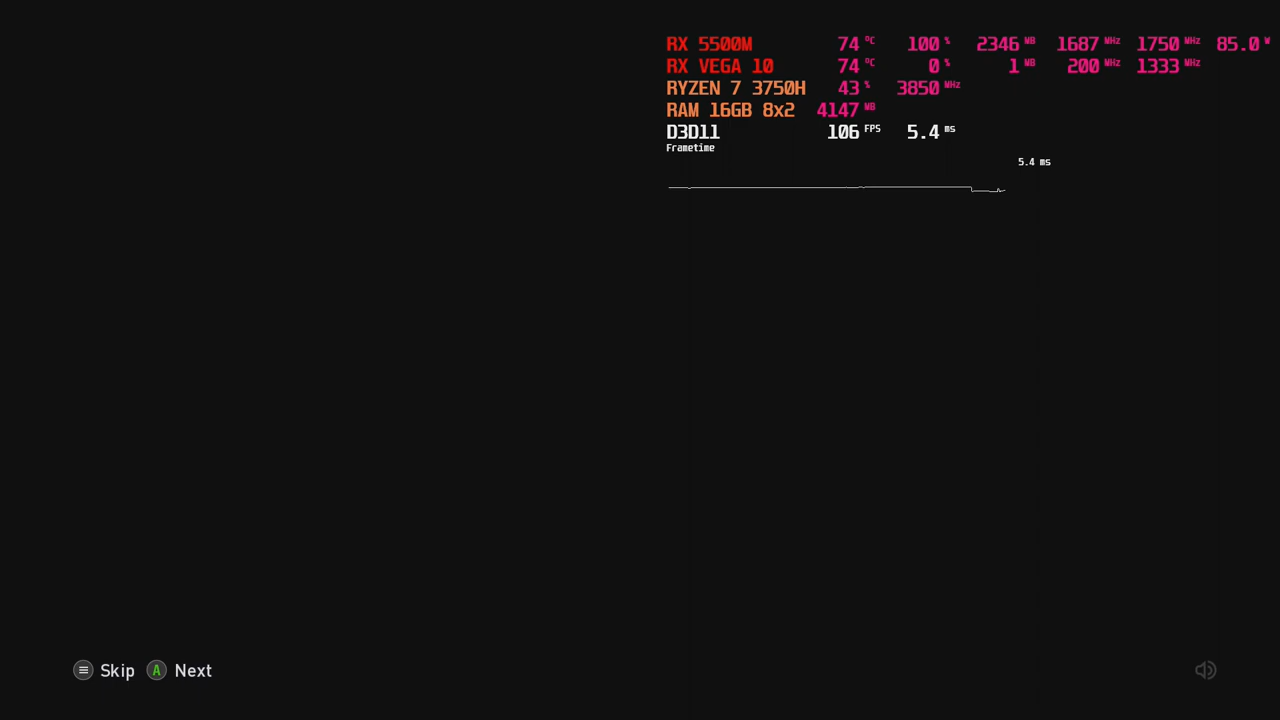 RX 5500M 74 °C 100 % 2346 MB 1687 MHz 1750 MHz 85.0 W
RX VEGA 10 74 °C 0 % 1 MB 200 MHz 1333 MHz
RYZEN 7 3750H 43 % 3850 MHz
RAM 16GB 8x2 4147 MB
D3D11 106 FPS 5.4 ms
Frametime
5.4 ms
Skip A Next